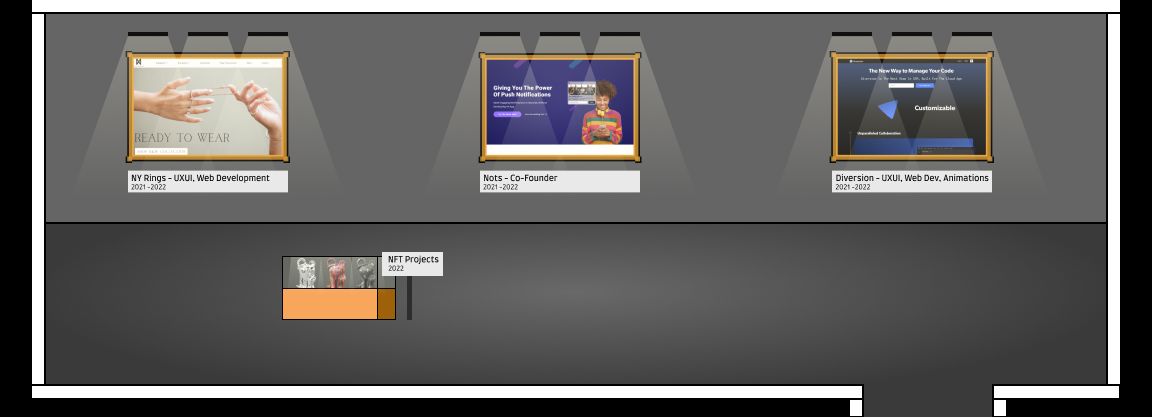 READY TO WEAR
NY Rings - UXUI, Web Development
2021-2022
Giving You The Power
Of Push Notifications
Nots - Co-Founder
2021-2022
The New Way to Manage Your Code
Customizable
Unparalleled Collaboration
Diversion - UXUI, Web Dev, Animations
2021-2022
NFT Projects
2022